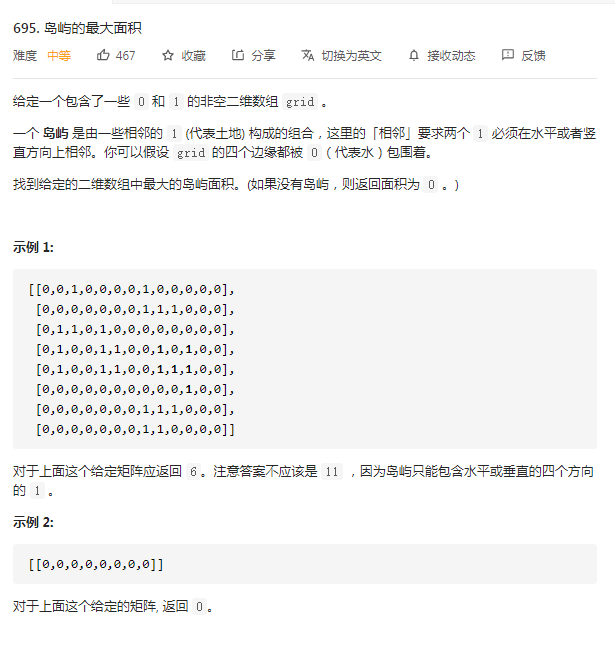 695. 岛屿的最大面积
难度 中等 467 收藏 分享 切换为英文 接收动态 反馈
给定一个包含了一些 0 和 1 的非空二维数组 grid 。
一个 岛屿 是由一些相邻的 1 (代表土地) 构成的组合，这里的「相邻」要求两个 1 必须在水平或者竖
直方向上相邻。你可以假设 grid 的四个边缘都被 0（代表水）包围着。
找到给定的二维数组中最大的岛屿面积。(如果没有岛屿，则返回面积为 0 。)
示例 1:
[[0,0,1,0,0,0,0,1,0,0,0,0,0],
[0,0,0,0,0,0,0,1,1,1,0,0,0],
[0,1,1,0,1,0,0,0,0,0,0,0,0],
[0,1,0,0,1,1,0,0,1,0,1,0,0],
[0,1,0,0,1,1,0,0,1,1,1,0,0],
[0,0,0,0,0,0,0,0,0,0,1,0,0],
[0,0,0,0,0,0,0,1,1,1,0,0,0],
[0,0,0,0,0,0,0,1,1,0,0,0,0]]
对于上面这个给定矩阵应返回 6。注意答案不应该是 11 ，因为岛屿只能包含水平或垂直的四个方向
的 1 。
示例 2:
[[0,0,0,0,0,0,0,0]]
对于上面这个给定的矩阵, 返回 0。